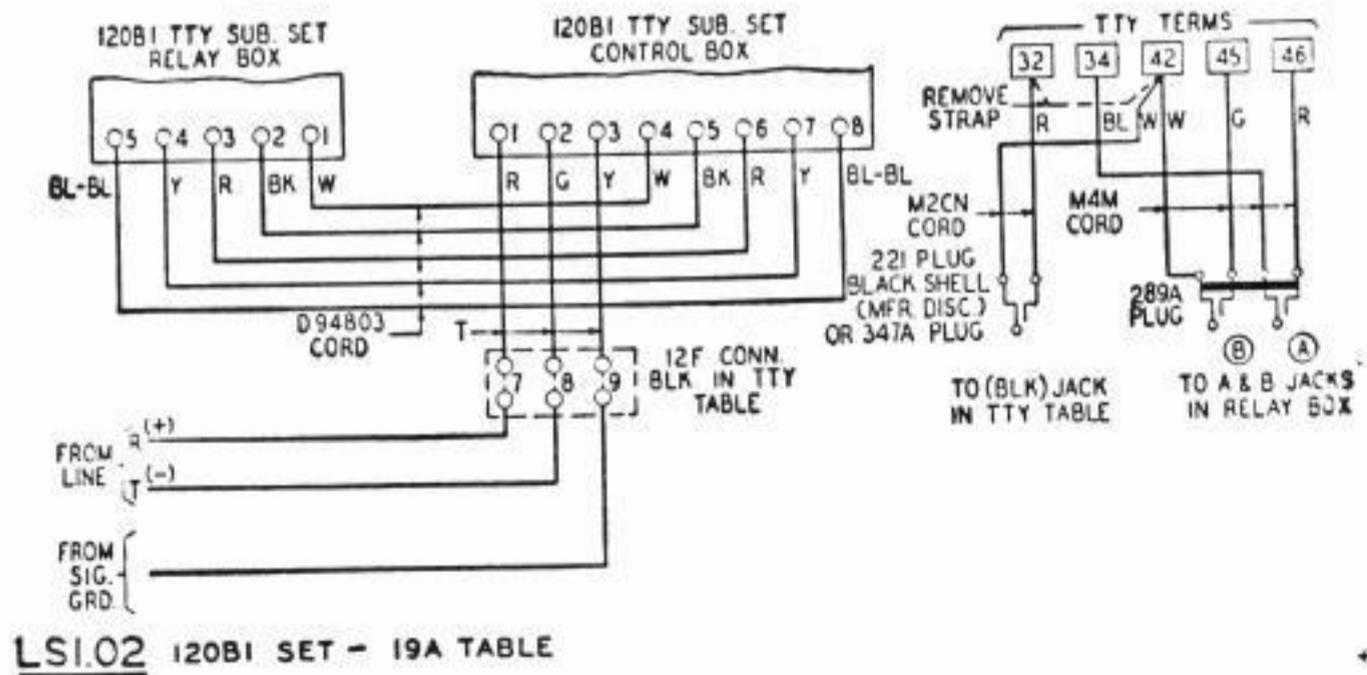 120B1 TTY SUB. SET
RELAY BOX
120B1 TTY SUB. SET
CONTROL BOX
TTY TERMS
32 34 42 45 46
REMOVE
STRAP
R BL W W G R
5 4 3 2 1
1 2 3 4 5 6 7 8
BL-BL Y R BK W
R G Y W BK R Y BL-BL
M2CN
CORD
M4M
CORD
221 PLUG
BLACK SHELL
(MFR. DISC.)
OR 347A PLUG
289A
PLUG
B A
D94803
CORD
T
12F CONN.
BLK IN TTY
TABLE
7 8 9
TO (BLK) JACK
IN TTY TABLE
TO A & B JACKS
IN RELAY BOX
FROM
LINE
R (+)
T (-)
FROM
SIG.
GRD.
LS1.02 120B1 SET - 19A TABLE